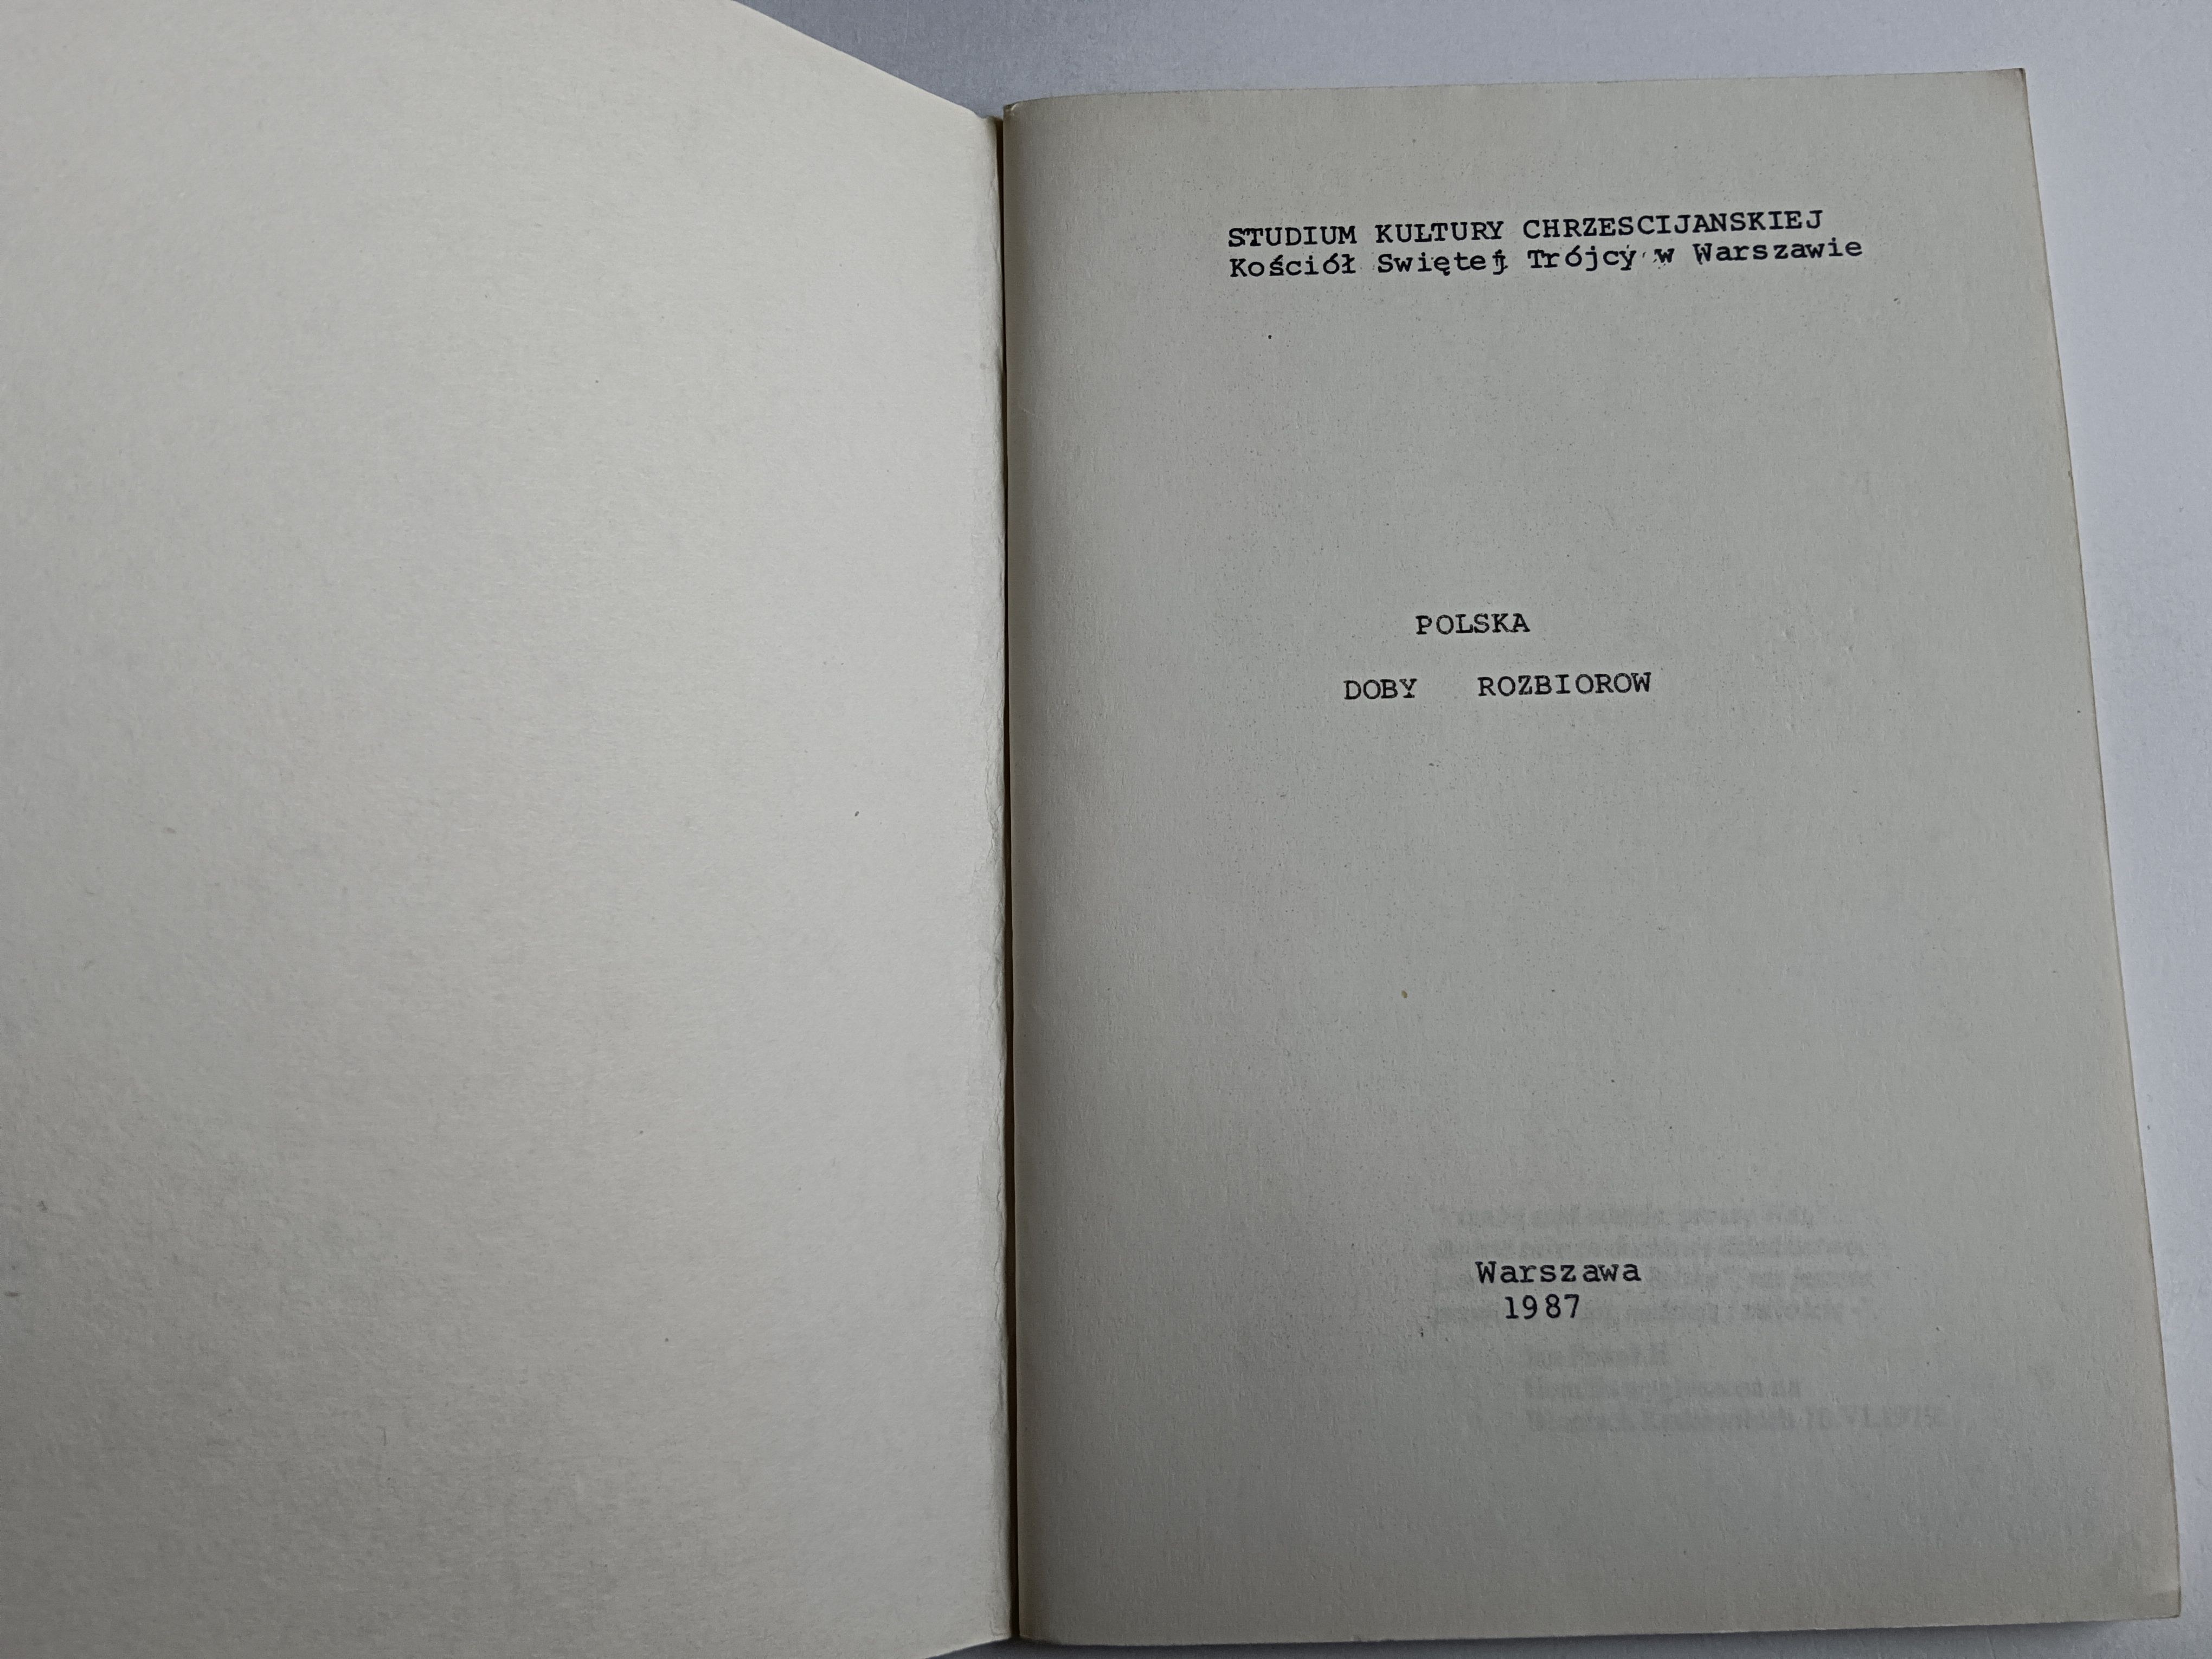 STUDIUM KULTURY CHRZESCIJANSKIEJ
Kościół Swiętej Trójcy w Warszawie
POLSKA
DOBY ROZBIOROW
Warszawa
1987